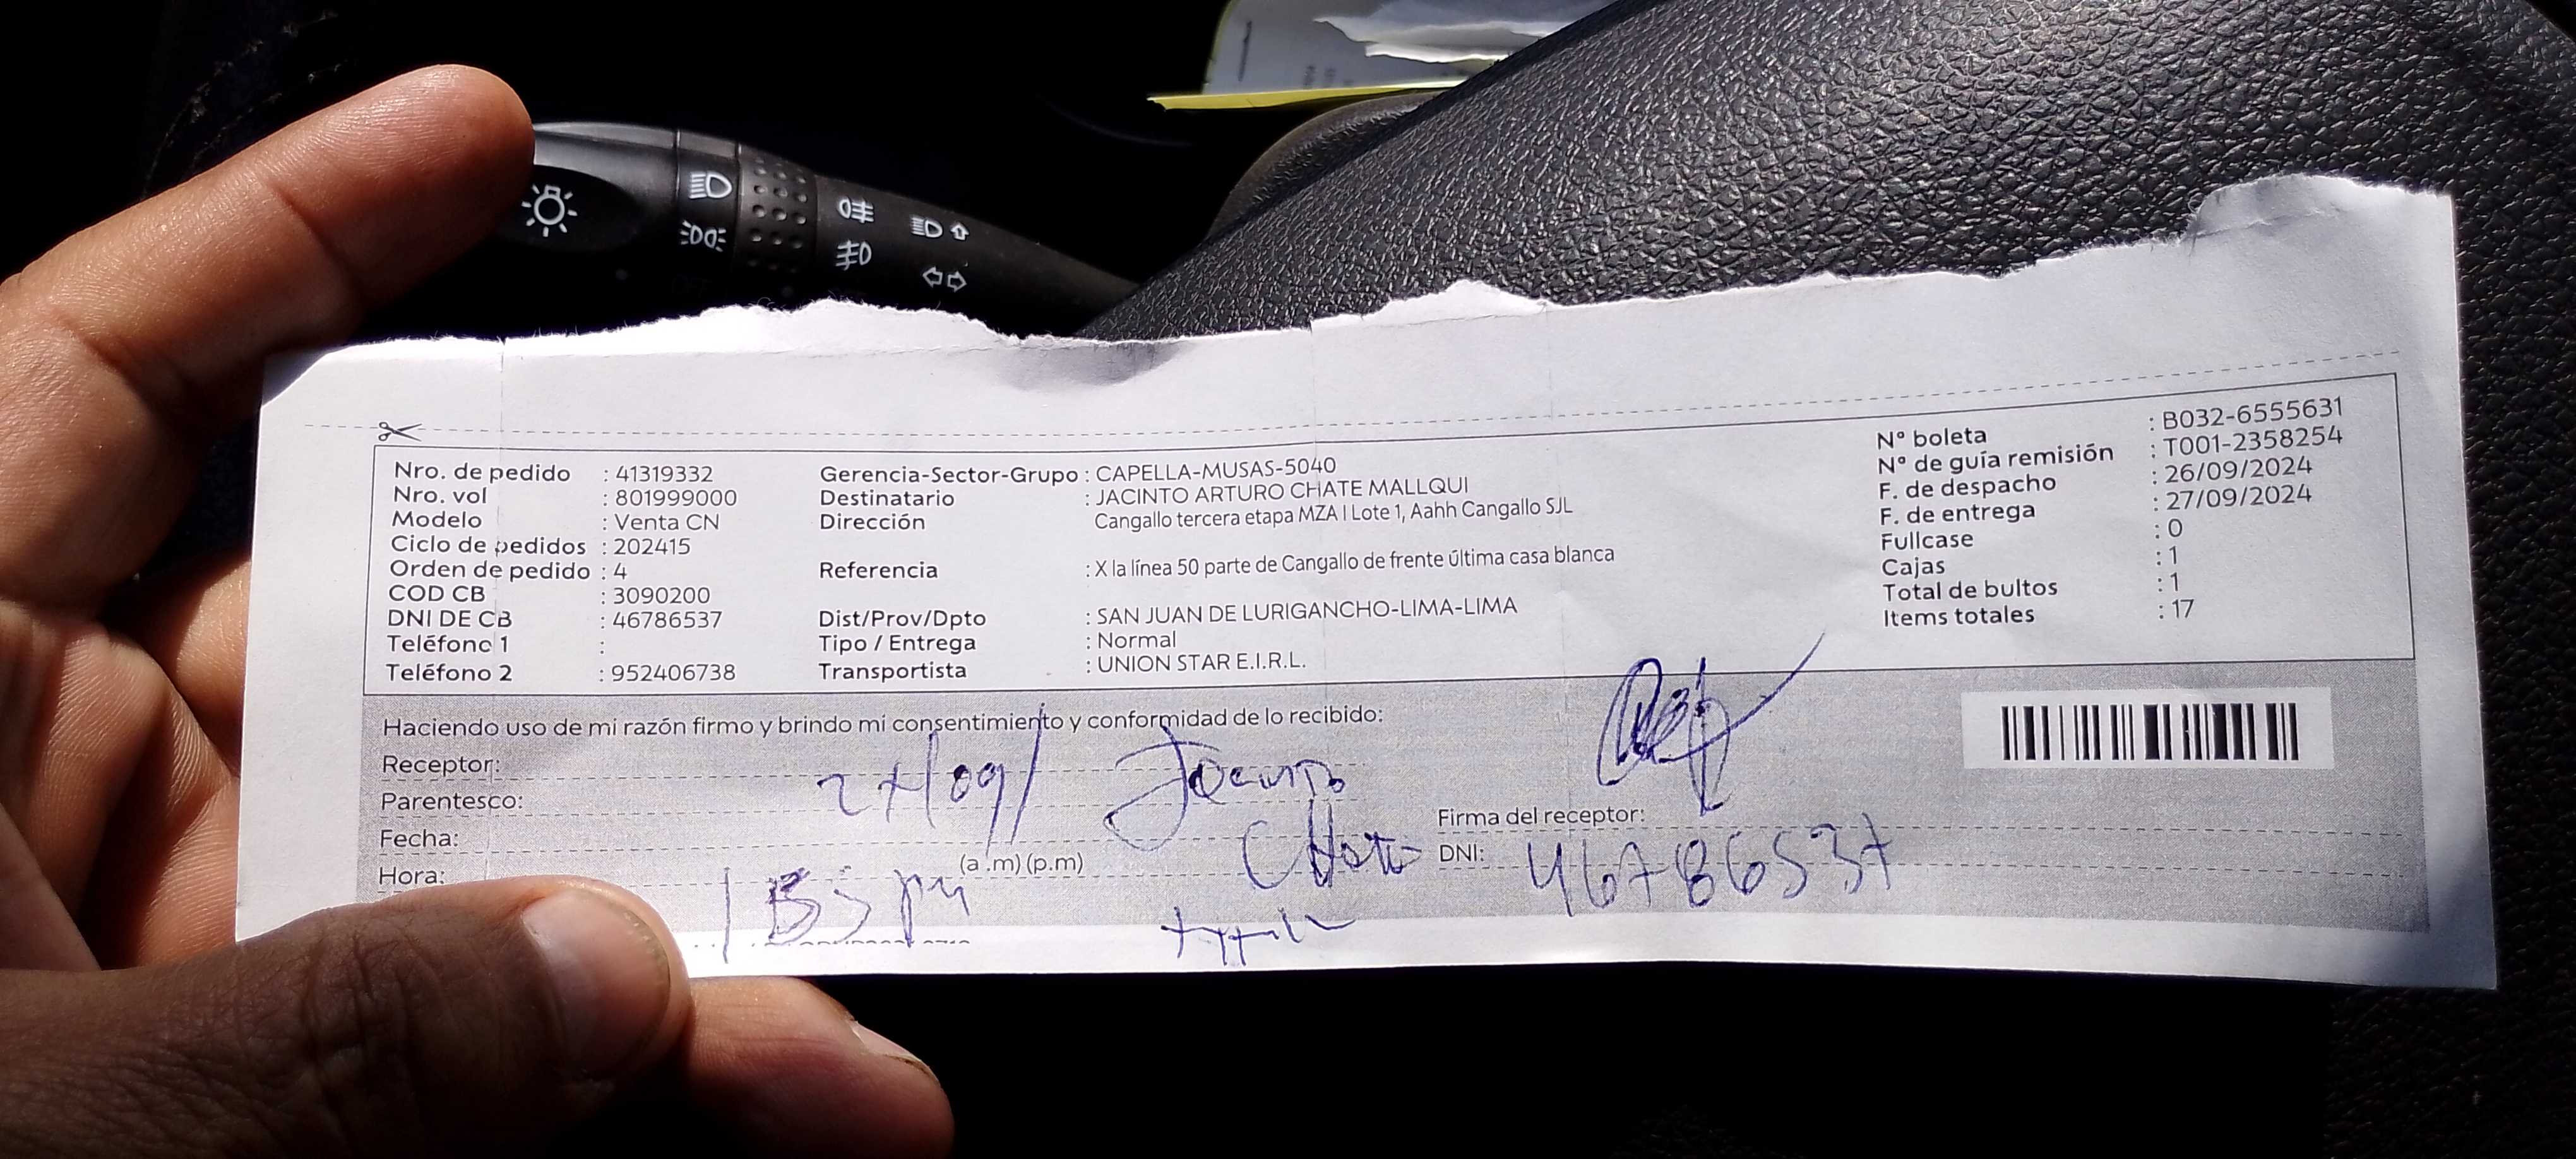 Nro. de pedido : 41319332
Nro. vol : 801999000
Modelo : Venta CN
Ciclo de pedidos : 202415
Orden de pedido : 4
COD CB : 3090200
DNI DE CB : 46786537
Teléfono 1 :
Teléfono 2 : 952406738
Gerencia-Sector-Grupo : CAPELLA-MUSAS-5040
Destinatario : JACINTO ARTURO CHATE MALLQUI
Dirección Cangallo tercera etapa MZA I Lote 1, Aahh Cangallo SJL
Referencia : X la línea 50 parte de Cangallo de frente última casa blanca
Dist/Prov/Dpto : SAN JUAN DE LURIGANCHO-LIMA-LIMA
Tipo / Entrega : Normal
Transportista : UNION STAR E.I.R.L.
Nº boleta : B032-6555631
Nº de guía remisión : T001-2358254
F. de despacho : 26/09/2024
F. de entrega : 27/09/2024
Fullcase : 0
Cajas : 1
Total de bultos : 1
Items totales : 17
Haciendo uso de mi razón firmo y brindo mi consentimiento y conformidad de lo recibido:
Receptor:
Parentesco: 27/09/ Jacinto
Fecha: Chate
Hora: (a .m) (p.m)
pm
Firma del receptor:
DNI: 46786537